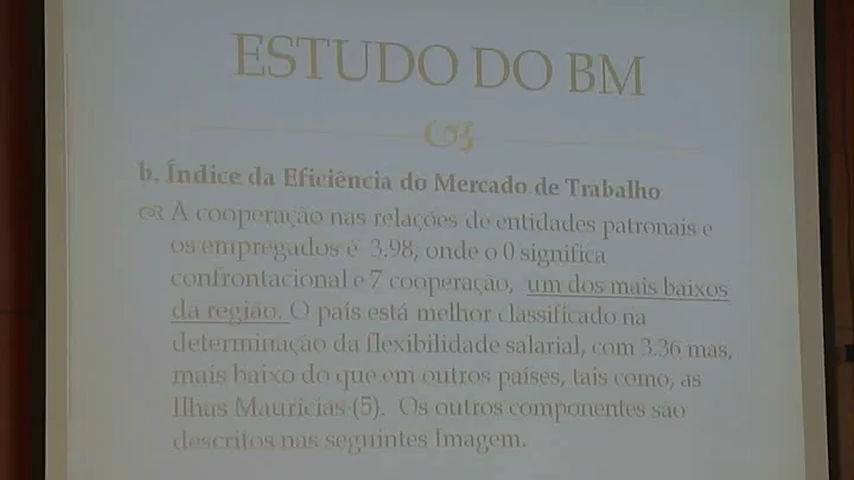 ESTUDO DO BM
b. Índice da Eficiência do Mercado de Trabalho
A cooperação nas relações de entidades patronais e
os empregados é 3.98, onde o 0 significa
confrontacional e 7 cooperação, um dos mais baixos
da região. O país está melhor classificado na
determinação da flexibilidade salarial, com 3.36 mas,
mais baixo do que em outros países, tais como, as
Ilhas Mauricias (5). Os outros componentes são
descritos nas seguintes Imagem.